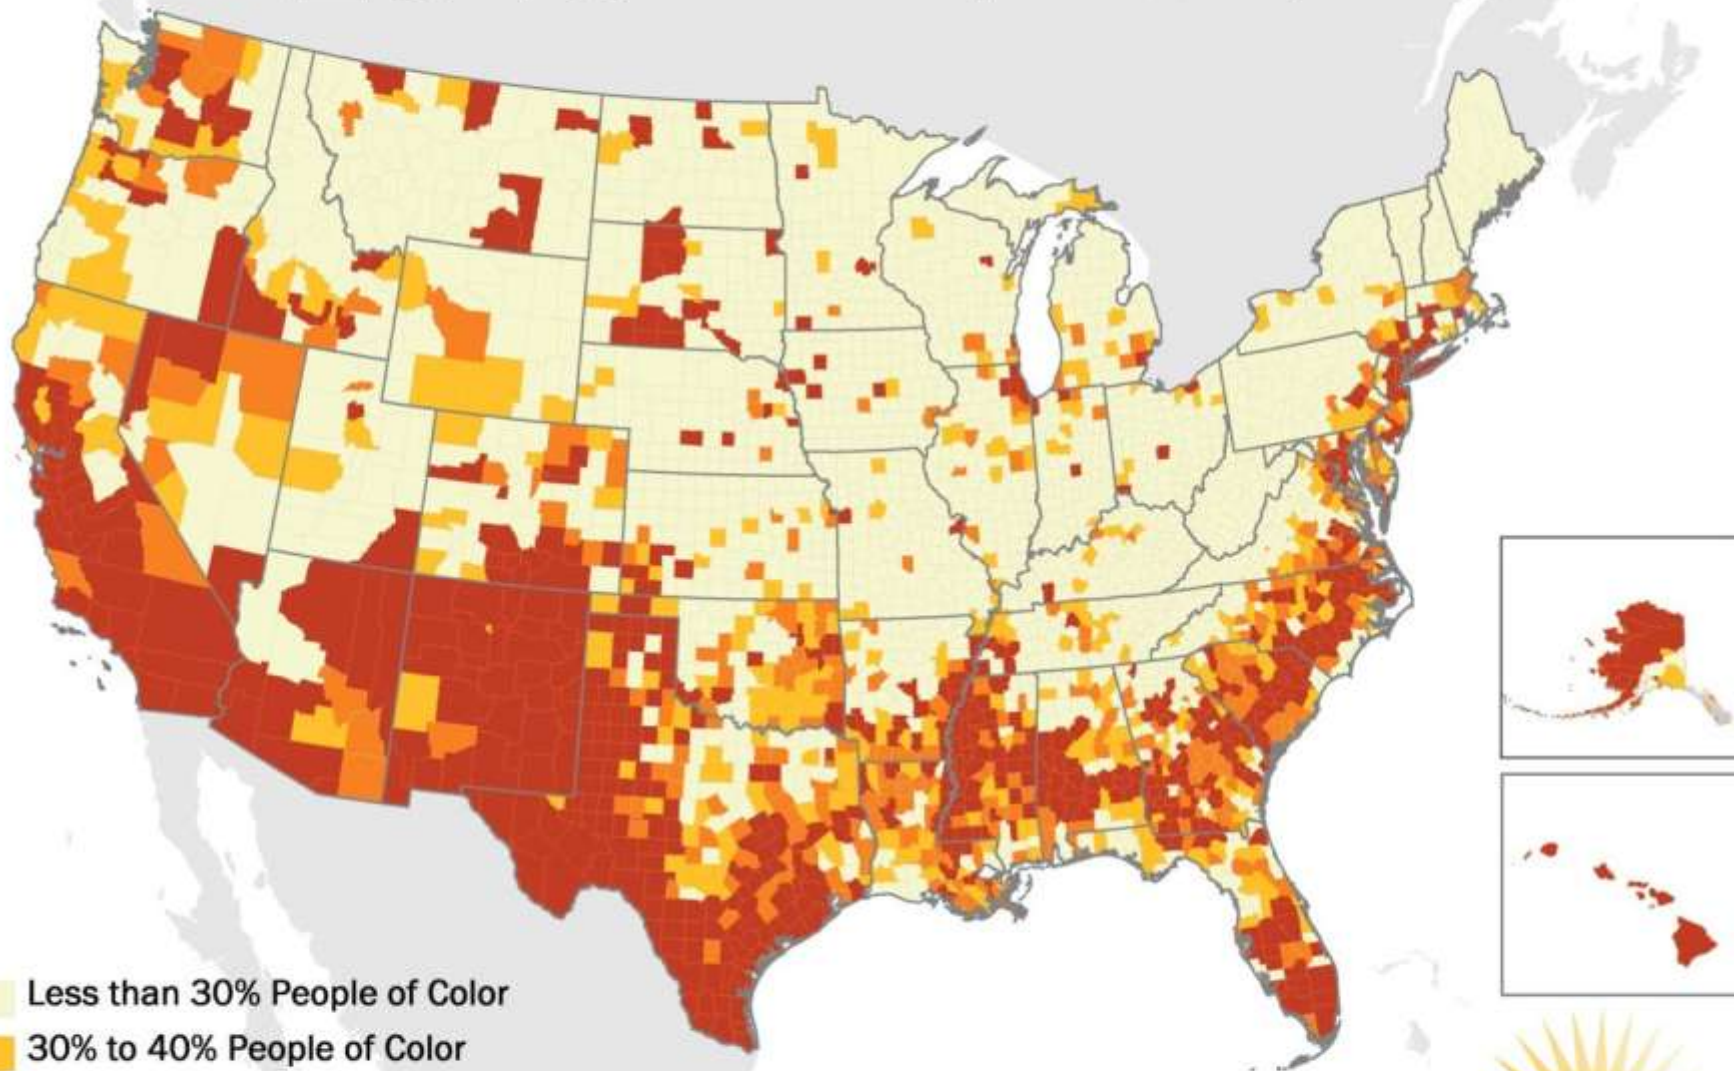 Less than 30% People of Color
30% to 40% People of Color